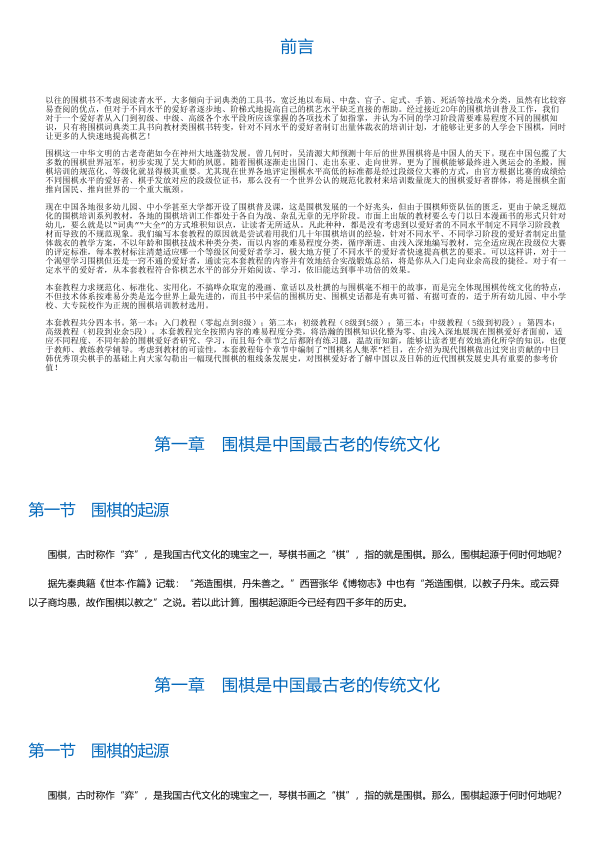 前言
以往的围棋书不考虑阅读者水平，大多倾向于词典类的工具书，宽泛地以布局、中盘、官子、定式、手筋、死活等技战术分类，虽然有比较容
易查阅的优点，但对于不同水平的爱好者逐步地、阶梯式地提高自己的棋艺水平缺乏直接的帮助。经过接近20年的围棋培训普及工作，我们
对于一个爱好者从入门到初级、中级、高级各个水平段所应该掌握的各项技术了如指掌，并认为不同的学习阶段需要难易程度不同的围棋知
识，只有将围棋词典类工具书向教材类围棋书转变，针对不同水平的爱好者制订出量体裁衣的培训计划，才能够让更多的人学会下围棋，同时
让更多的人快速地提高棋艺！
围棋这一中华文明的古老奇葩如今在神州大地蓬勃发展。曾几何时，吴清源大师预测十年后的世界围棋将是中国人的天下，现在中国包揽了大
多数的围棋世界冠军，初步实现了吴大师的夙愿。随着围棋逐渐走出国门、走出东里、走向世界，更为了围棋能够最终进入奥运会的圣殿，围
棋培训的规范化、等级化就显得极其重要。尤其现在世界各地评定围棋水平高低的标准都是经过段级位大赛的方式，由官方根据比赛的成绩给
不同围棋水平的爱好者、棋手发放对应的段级位证书，那么没有一个世界公认的规范化教材来培训数量庞大的围棋爱好者群体，将是围棋全面
推向国民、推向世界的一个重大瓶颈。
现在中国各地很多幼儿园、中小学甚至大学都开设了围棋普及课，这是围棋发展的一个好兆头，但由于围棋师资队伍的匮乏，更由于缺乏规范
化的围棋培训系列教材，各地的围棋培训工作都处于各自为战、杂乱无章的无序阶段。市面上出版的教材要么专门以日本漫画书的形式只针对
幼儿，要么就是以“词典”“大全”的方式堆积知识点，让读者无所适从。凡此种种，都是没有考虑到以爱好者的不同水平制定不同学习阶段教
材而导致的不规范现象。我们编写本套教程的原因就是尝试着用我们几十年围棋培训的经验，针对不同水平、不同学习阶段的爱好者制定出量
体裁衣的教学方案，不以年龄和围棋技战术种类分类，而以内容的难易程度分类，循序渐进、由浅入深地编写教材，完全适应现在段级位大赛
的评定标准，每本教材标注清楚适应哪一个等级区间爱好者学习，极大地方便了不同水平的爱好者快速提高棋艺的要求。可以这样讲，对于一
个渴望学习围棋但还是一窍不通的爱好者，通读完本套教程的内容并有效地结合实战锻炼总结，将是你从入门走向业余高段的捷径。对于有一
定水平的爱好者，从本套教程符合你棋艺水平的部分开始阅读、学习，依旧能达到事半功倍的效果。
本套教程力求规范化、标准化、实用化，不搞哗众取宠的漫画、童话以及杜撰的与围棋毫不相干的故事，而是完全体现围棋传统文化的特点，
不但技术体系按难易分类是迄今世界上最先进的，而且书中采信的围棋历史、围棋史话都是有典可循、有据可查的，适于所有幼儿园、中小学
校、大专院校作为正规的围棋培训教材选用。
本套教程共分四本书。第一本：入门教程（零起点到8级）；第二本：初级教程（8级到5级）；第三本：中级教程（5级到初段）；第四本：
高级教程（初段到业余5段）。本套教程完全按照内容的难易程度分类，将浩瀚的围棋知识化整为零、由浅入深地展现在围棋爱好者面前，适
应不同程度、不同年龄的围棋爱好者研究、学习，而且每个章节之后都附有练习题，温故而知新，能够让读者更有效地消化所学的知识，也便
于教师、教练教学辅导。考虑到教材的可读性，本套教程每个章节中编制了“围棋名人集萃”栏目，在介绍为现代围棋做出过突出贡献的中日
韩优秀顶尖棋手的基础上向大家勾勒出一幅现代围棋的粗线条发展史，对围棋爱好者了解中国以及日韩的近代围棋发展史具有重要的参考价
值！
第一章　围棋是中国最古老的传统文化
第一节　围棋的起源
围棋，古时称作“弈”，是我国古代文化的瑰宝之一，琴棋书画之“棋”，指的就是围棋。那么，围棋起源于何时何地呢?
据先秦典籍《世本·作篇》记载：“尧造围棋，丹朱善之。”西晋张华《博物志》中也有“尧造围棋，以教子丹朱。或云舜
以子商均愚，故作围棋以教之”之说。若以此计算，围棋起源距今已经有四千多年的历史。
第一章　围棋是中国最古老的传统文化
第一节　围棋的起源
围棋，古时称作“弈”，是我国古代文化的瑰宝之一，琴棋书画之“棋”，指的就是围棋。那么，围棋起源于何时何地呢?